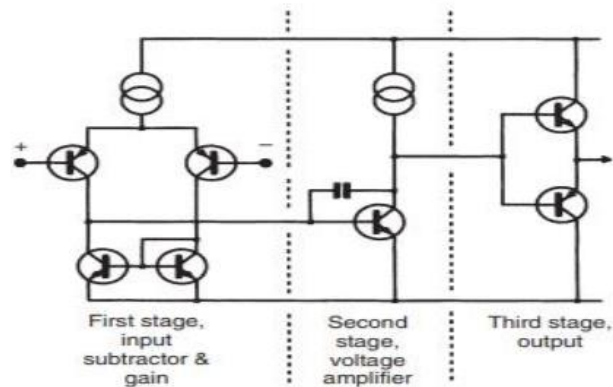 +
−
First stage,
input
subtractor &
gain
Second
stage,
voltage
amplifier
Third stage,
output